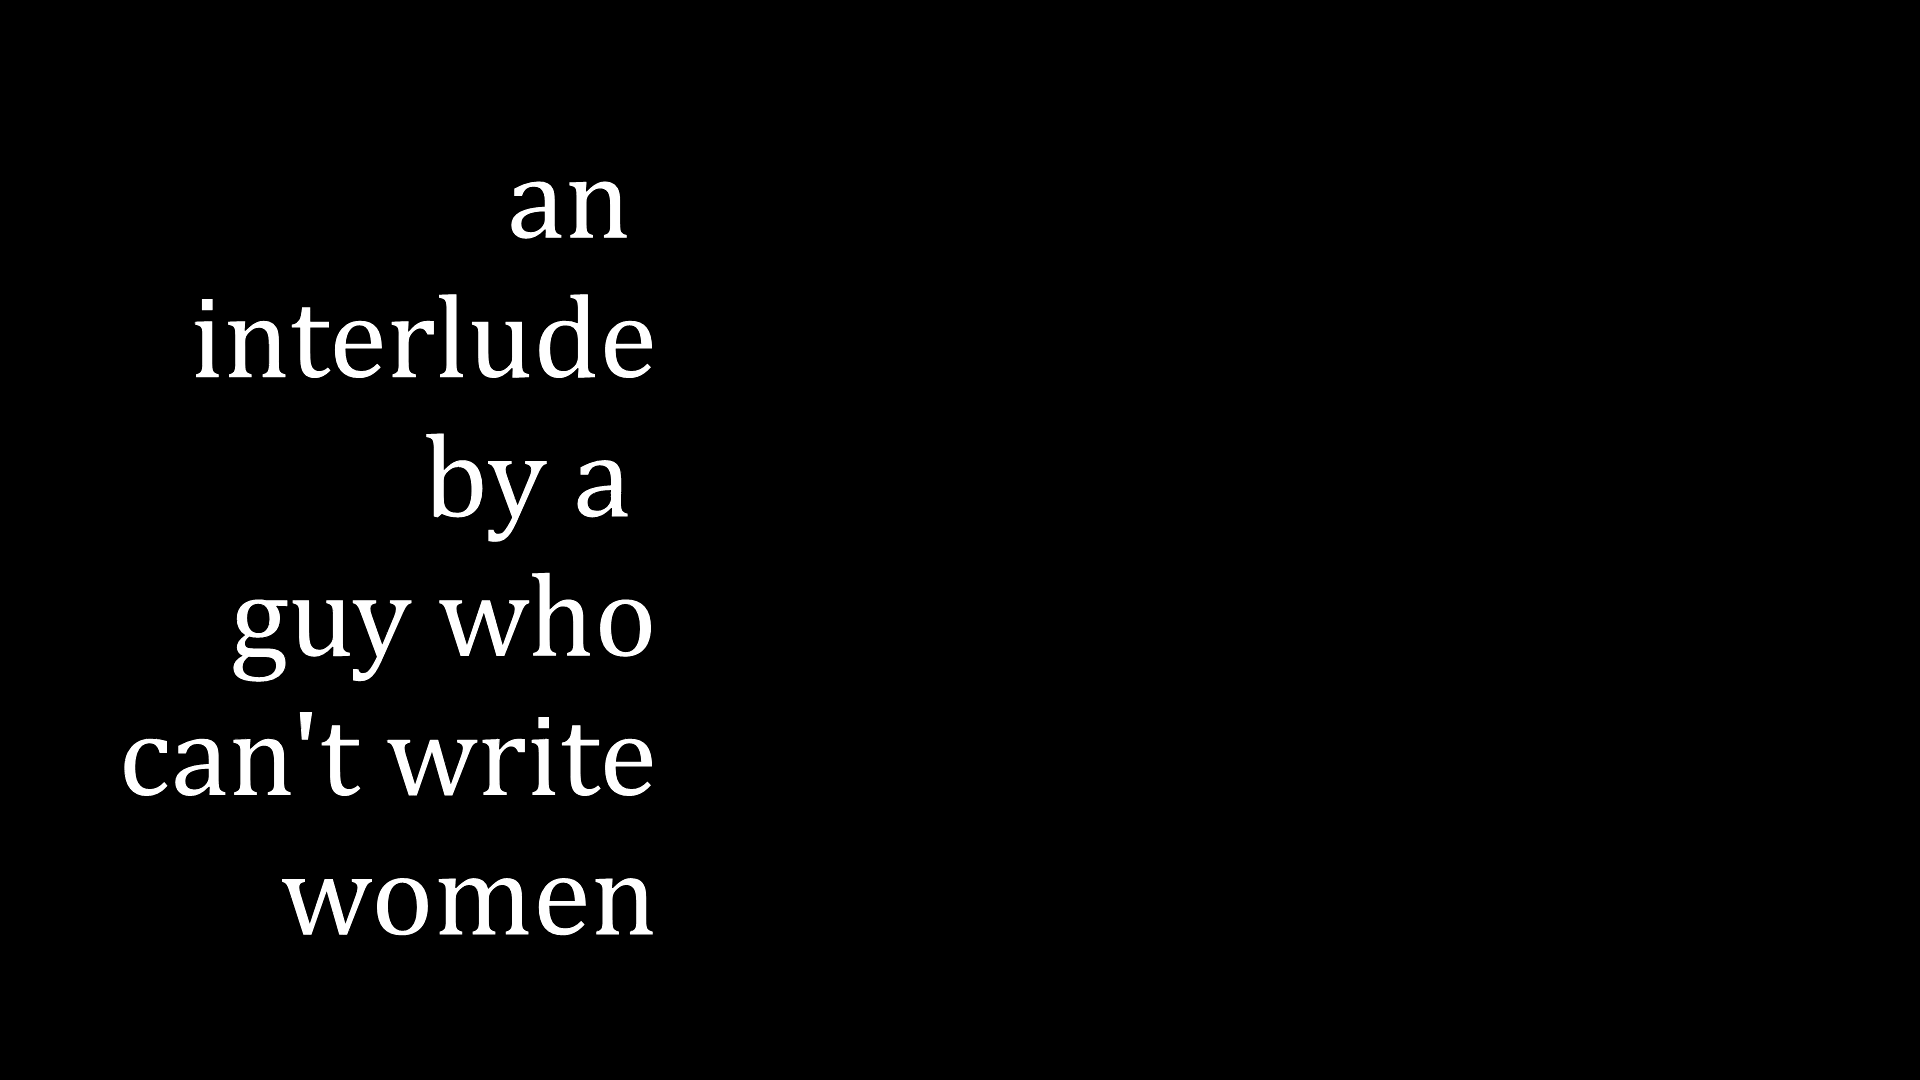 an
interlude
by a
guy who
can't write
women